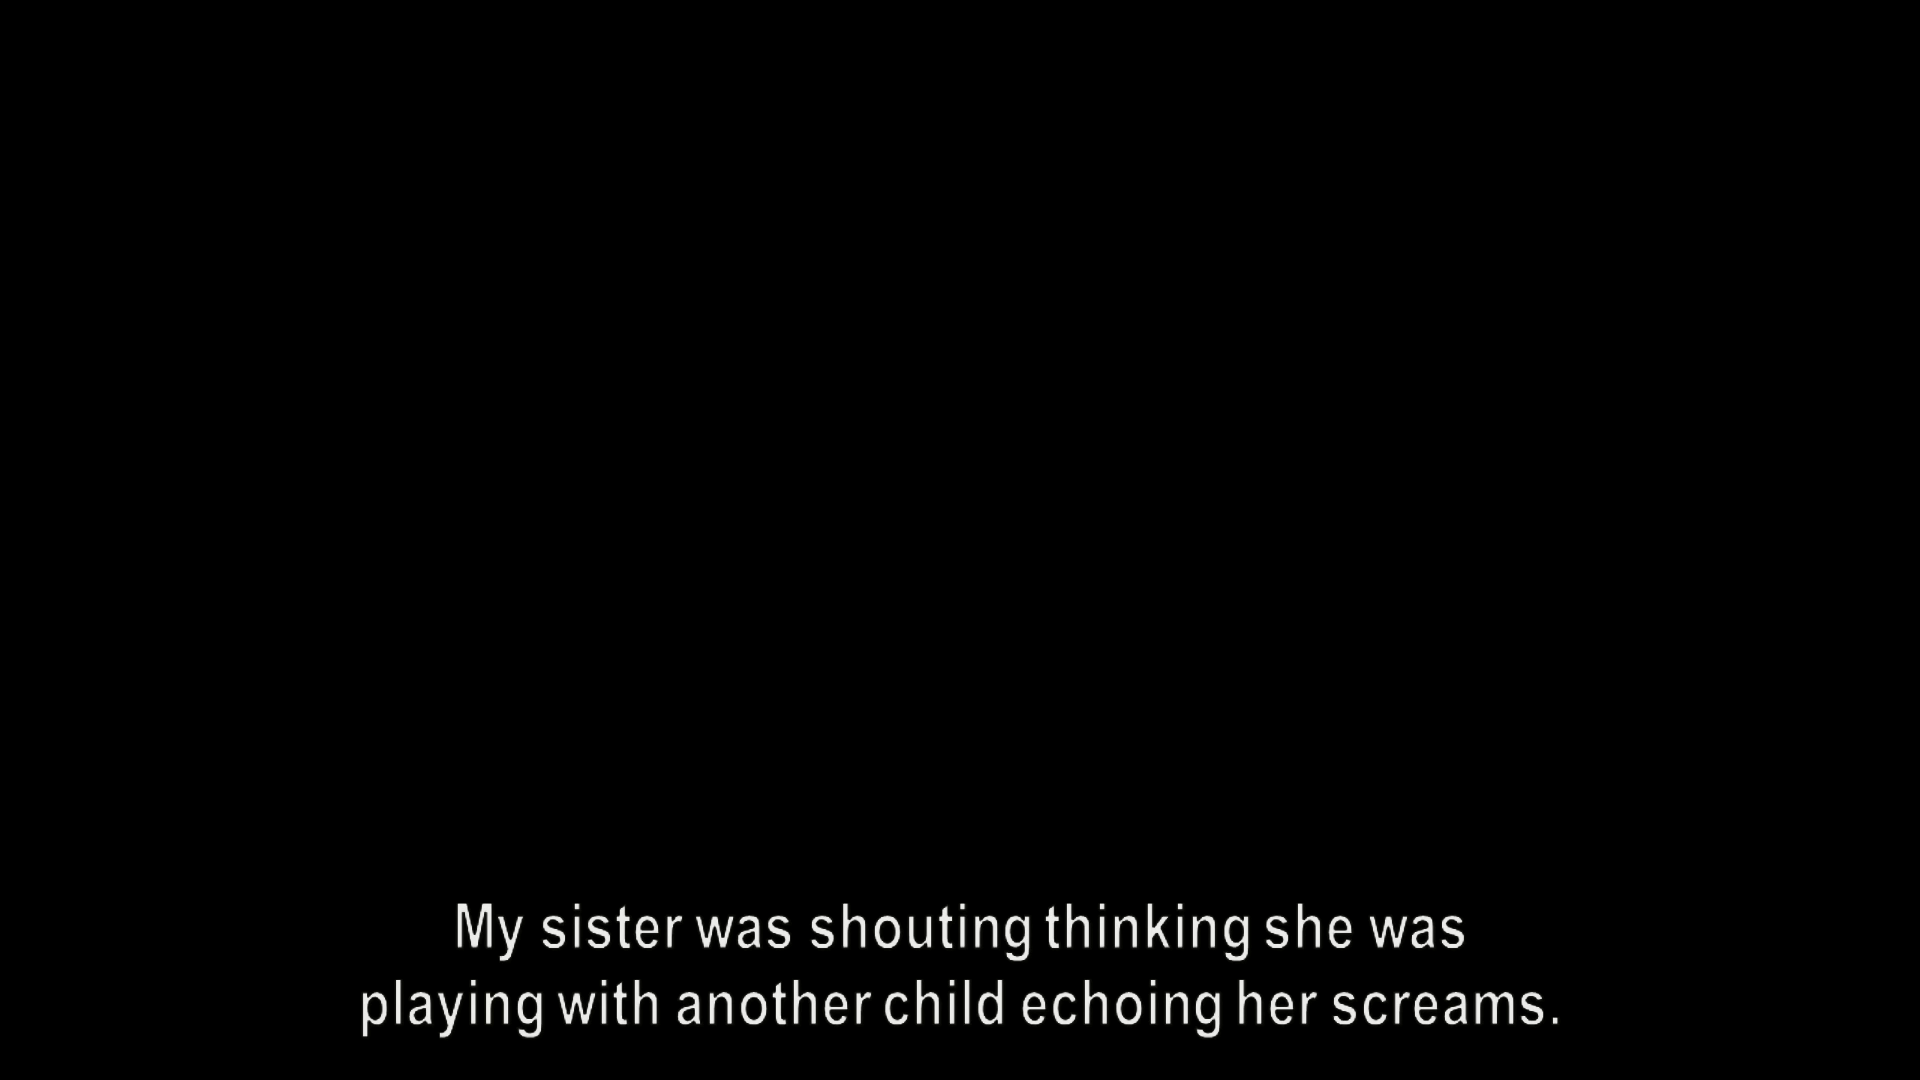 My sister was shouting thinking she was
playing with another child echoing her screams.